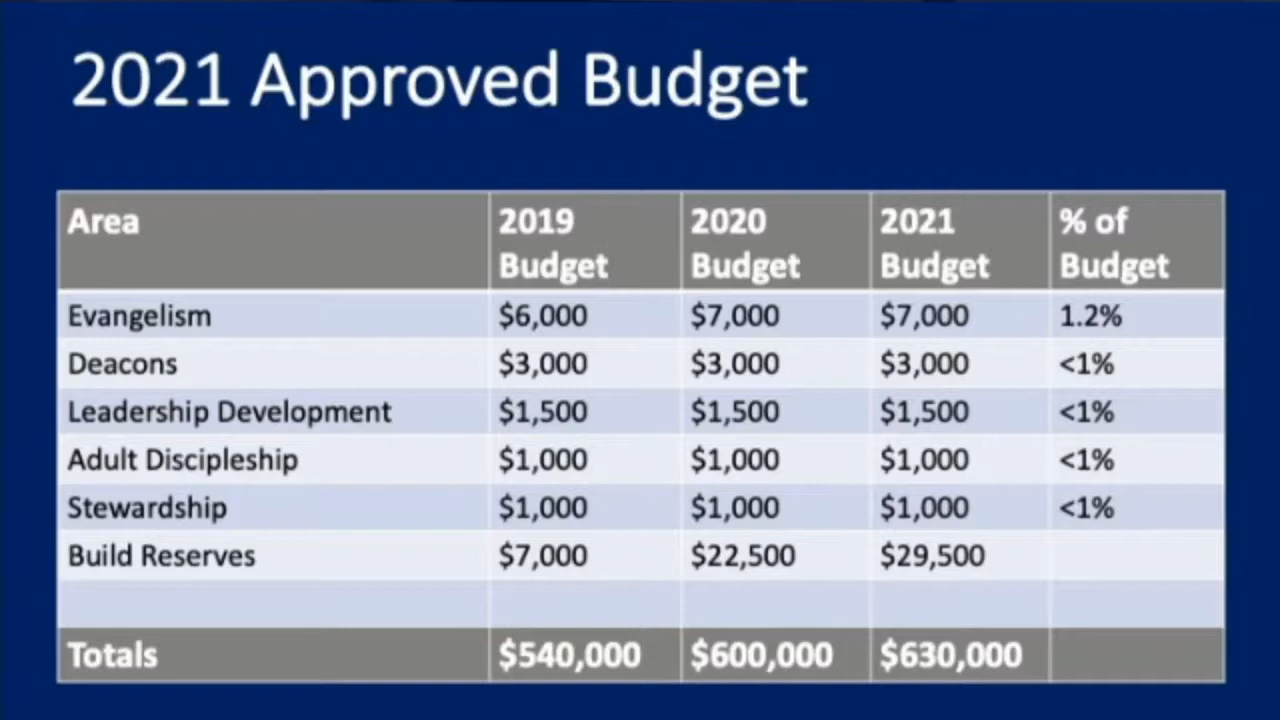 2021 Approved Budget
Area 2019 Budget 2020 Budget 2021 Budget % of Budget
Evangelism $6,000 $7,000 $7,000 1.2%
Deacons $3,000 $3,000 $3,000 <1%
Leadership Development $1,500 $1,500 $1,500 <1%
Adult Discipleship $1,000 $1,000 $1,000 <1%
Stewardship $1,000 $1,000 $1,000 <1%
Build Reserves $7,000 $22,500 $29,500
Totals $540,000 $600,000 $630,000